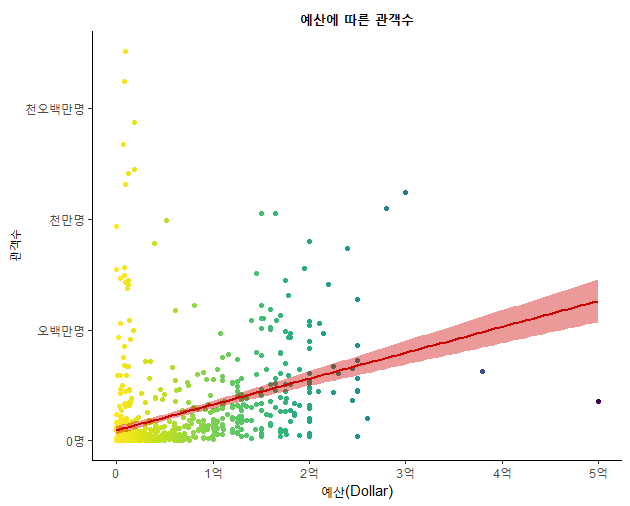 예산에 따른 관객수
천오백만명
천만명
오백만명
0명
관객수
0
1억
2억
3억
4억
5억
예산(Dollar)